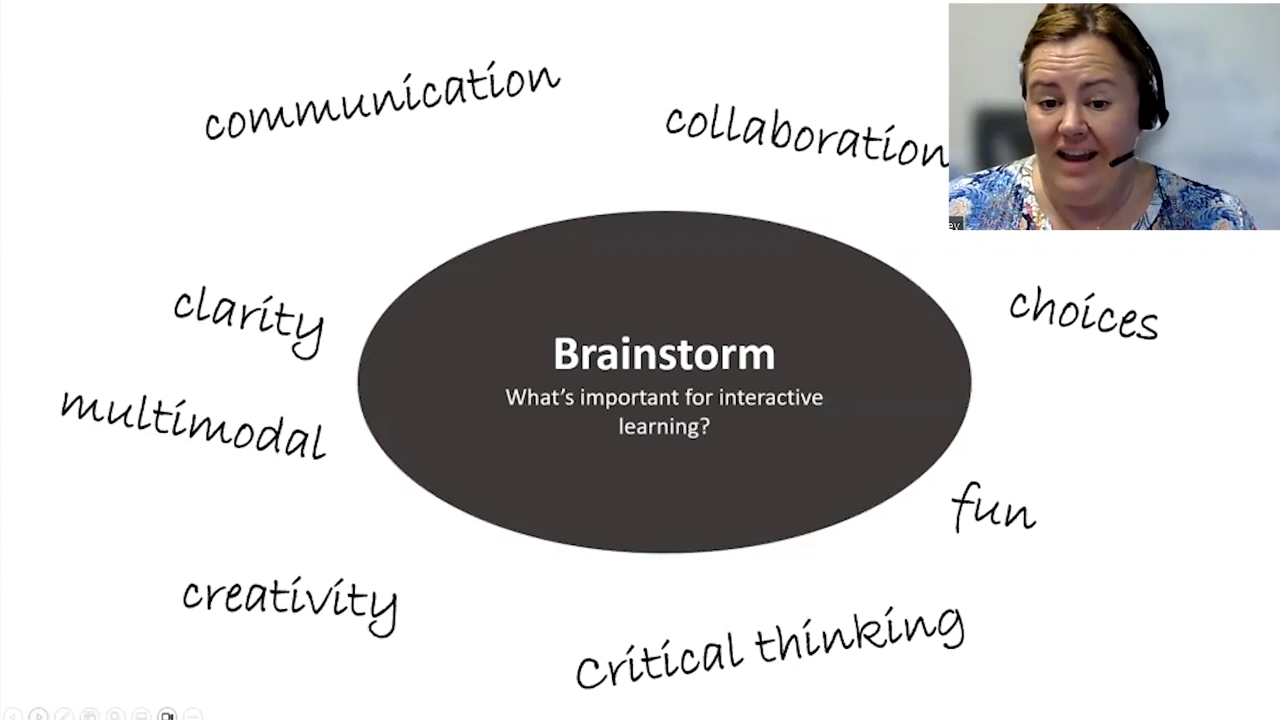 communication
collaboration
clarity
choices
Brainstorm
What's important for interactive
learning?
multimodal
fun
creativity
Critical thinking